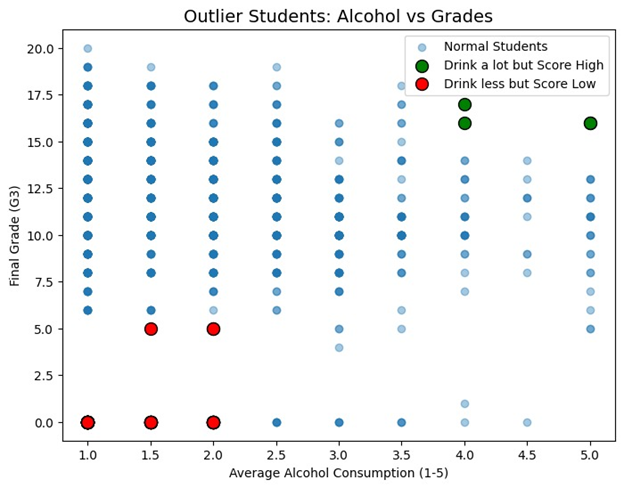 Outlier Students: Alcohol vs Grades
Normal Students
Drink a lot but Score High
Drink less but Score Low
Final Grade (G3)
20.0
17.5
15.0
12.5
10.0
7.5
5.0
2.5
0.0
1.0 1.5 2.0 2.5 3.0 3.5 4.0 4.5 5.0
Average Alcohol Consumption (1-5)